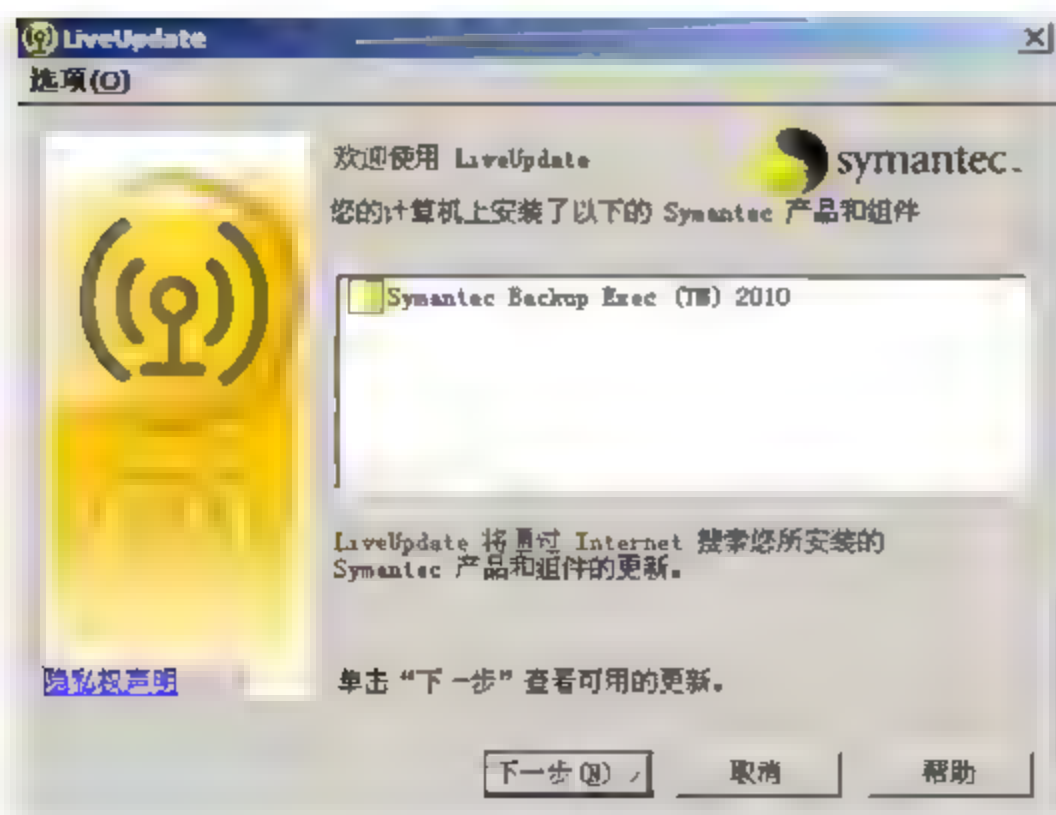 LiveUpdate
选项(O)
欢迎使用 LiveUpdate
symantec.
您的计算机上安装了以下的 Symantec 产品和组件
Symantec Backup Exec (TM) 2010
LiveUpdate 将通过 Internet 搜索您所安装的
Symantec 产品和组件的更新。
隐私权声明
单击“下一步”查看可用的更新。
下一步(N)
取消
帮助